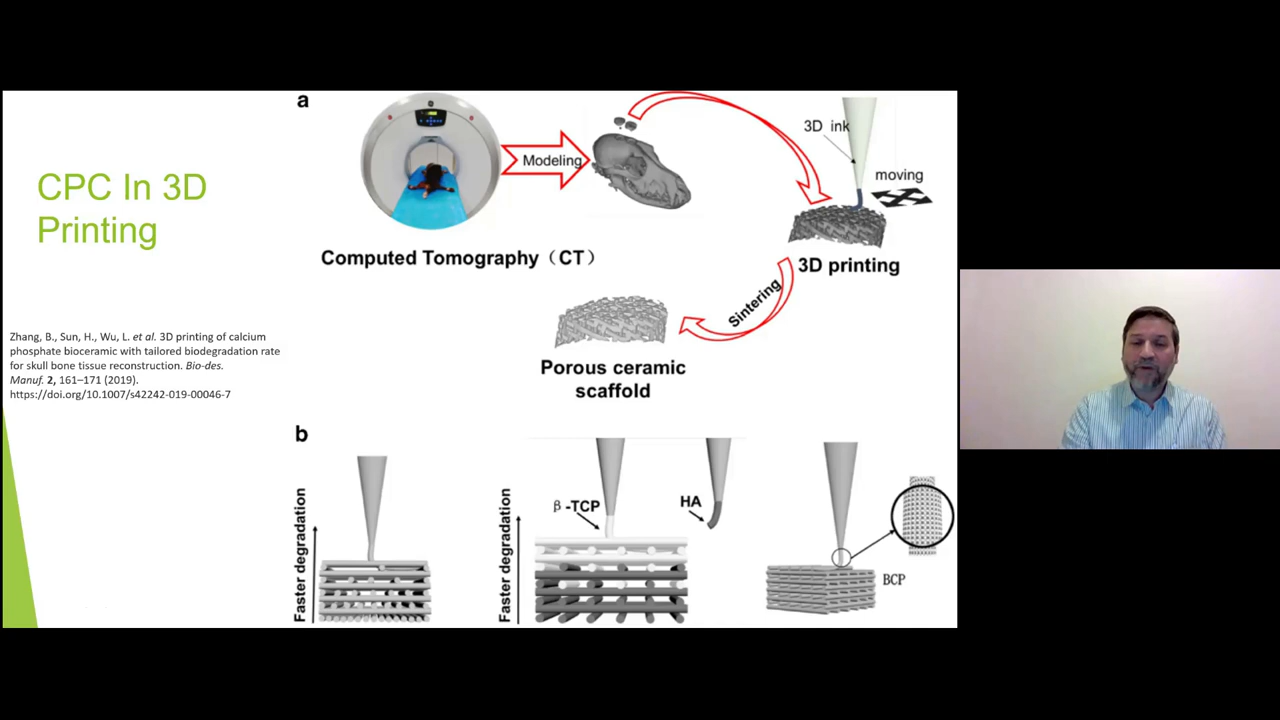 CPC In 3D
Printing
Zhang, B., Sun, H., Wu, L. et al. 3D printing of calcium
phosphate bioceramic with tailored biodegradation rate
for skull bone tissue reconstruction. Bio-des.
Manuf. 2, 161–171 (2019).
https://doi.org/10.1007/s42242-019-00046-7
a
Modeling
3D ink
moving
Computed Tomography（CT）
3D printing
Sintering
Porous ceramic
scaffold
b
Faster degradation
Faster degradation
β -TCP
HA
BCP